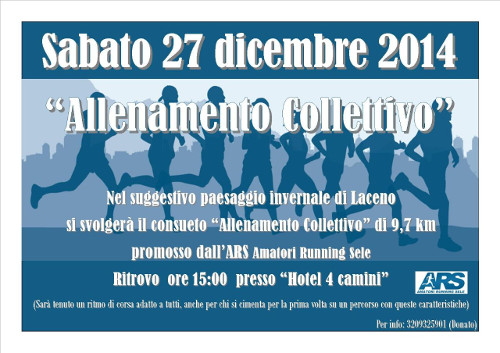 Sabato 27 dicembre 2014
“Allenamento Collettivo”
Nel suggestivo paesaggio invernale di Laceno
si svolgerà il consueto “Allenamento Collettivo” di 9,7 km
promosso dall'ARS Amatori Running Sele
Ritrovo ore 15:00 presso “Hotel 4 camini”
ARS
AMATORI RUNNING SELE
(Sarà tenuto un ritmo di corsa adatto a tutti, anche per chi si cimenta per la prima volta su un percorso con queste caratteristiche)
Per info: 3209325901 (Donato)